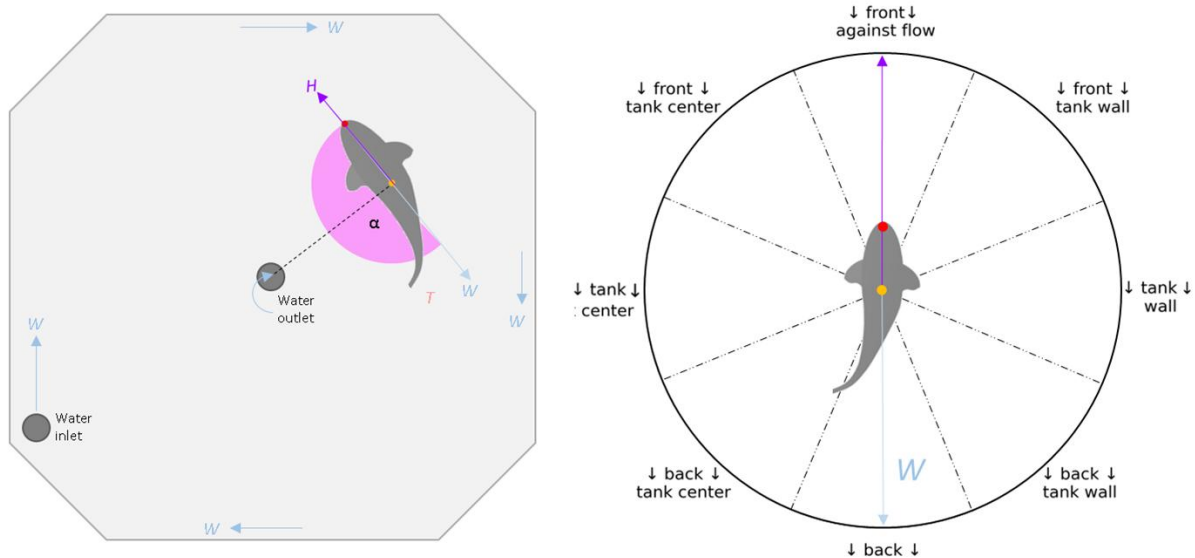 W
H
α
W
T
W
Water
outlet
W
Water
inlet
W
↓ front↓
against flow
↓ front ↓
tank center
↓ front ↓
tank wall
↓ tank ↓
: center
↓ tank ↓
wall
↓ back ↓
tank center
W
↓ back ↓
tank wall
↓ back ↓